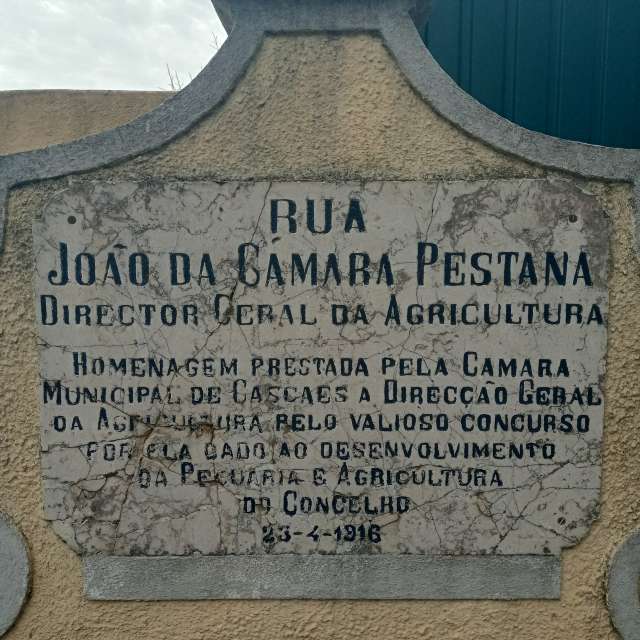 RUA
JOÃO DA CAMARA PESTANA
DIRECTOR GERAL DA AGRICULTURA
HOMENAGEM PRESTADA PELA CAMARA
MUNICIPAL DE CASCAES A DIRECCÃO GERAL
DA AGRICULTURA PELO VALIOSO CONCURSO
POR ELA DADO AO DESENVOLVIMENTO
DA PECUARIA E AGRICULTURA
DO CONCELHO
23-4-1916